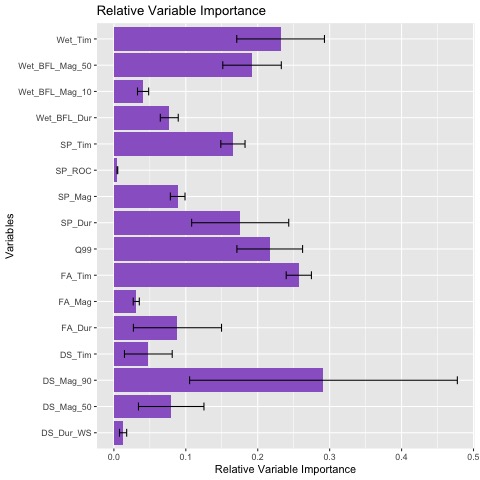 Relative Variable Importance
Variables
Wet_Tim
Wet_BFL_Mag_50
Wet_BFL_Mag_10
Wet_BFL_Dur
SP_Tim
SP_ROC
SP_Mag
SP_Dur
Q99
FA_Tim
FA_Mag
FA_Dur
DS_Tim
DS_Mag_90
DS_Mag_50
DS_Dur_WS
0.0 0.1 0.2 0.3 0.4 0.5
Relative Variable Importance